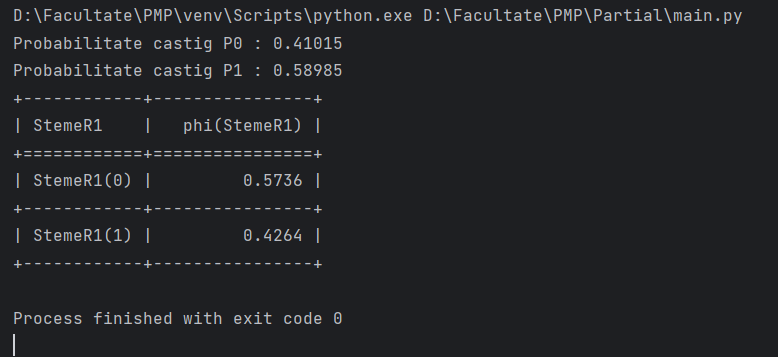 D:\Facultate\PMP\venv\Scripts\python.exe D:\Facultate\PMP\Partial\main.py
Probabilitate castig P0 : 0.41015
Probabilitate castig P1 : 0.58985
+------------+----------------+
| StemeR1    |   phi(StemeR1) |
+============+================+
| StemeR1(0) |         0.5736 |
+------------+----------------+
| StemeR1(1) |         0.4264 |
+------------+----------------+
Process finished with exit code 0